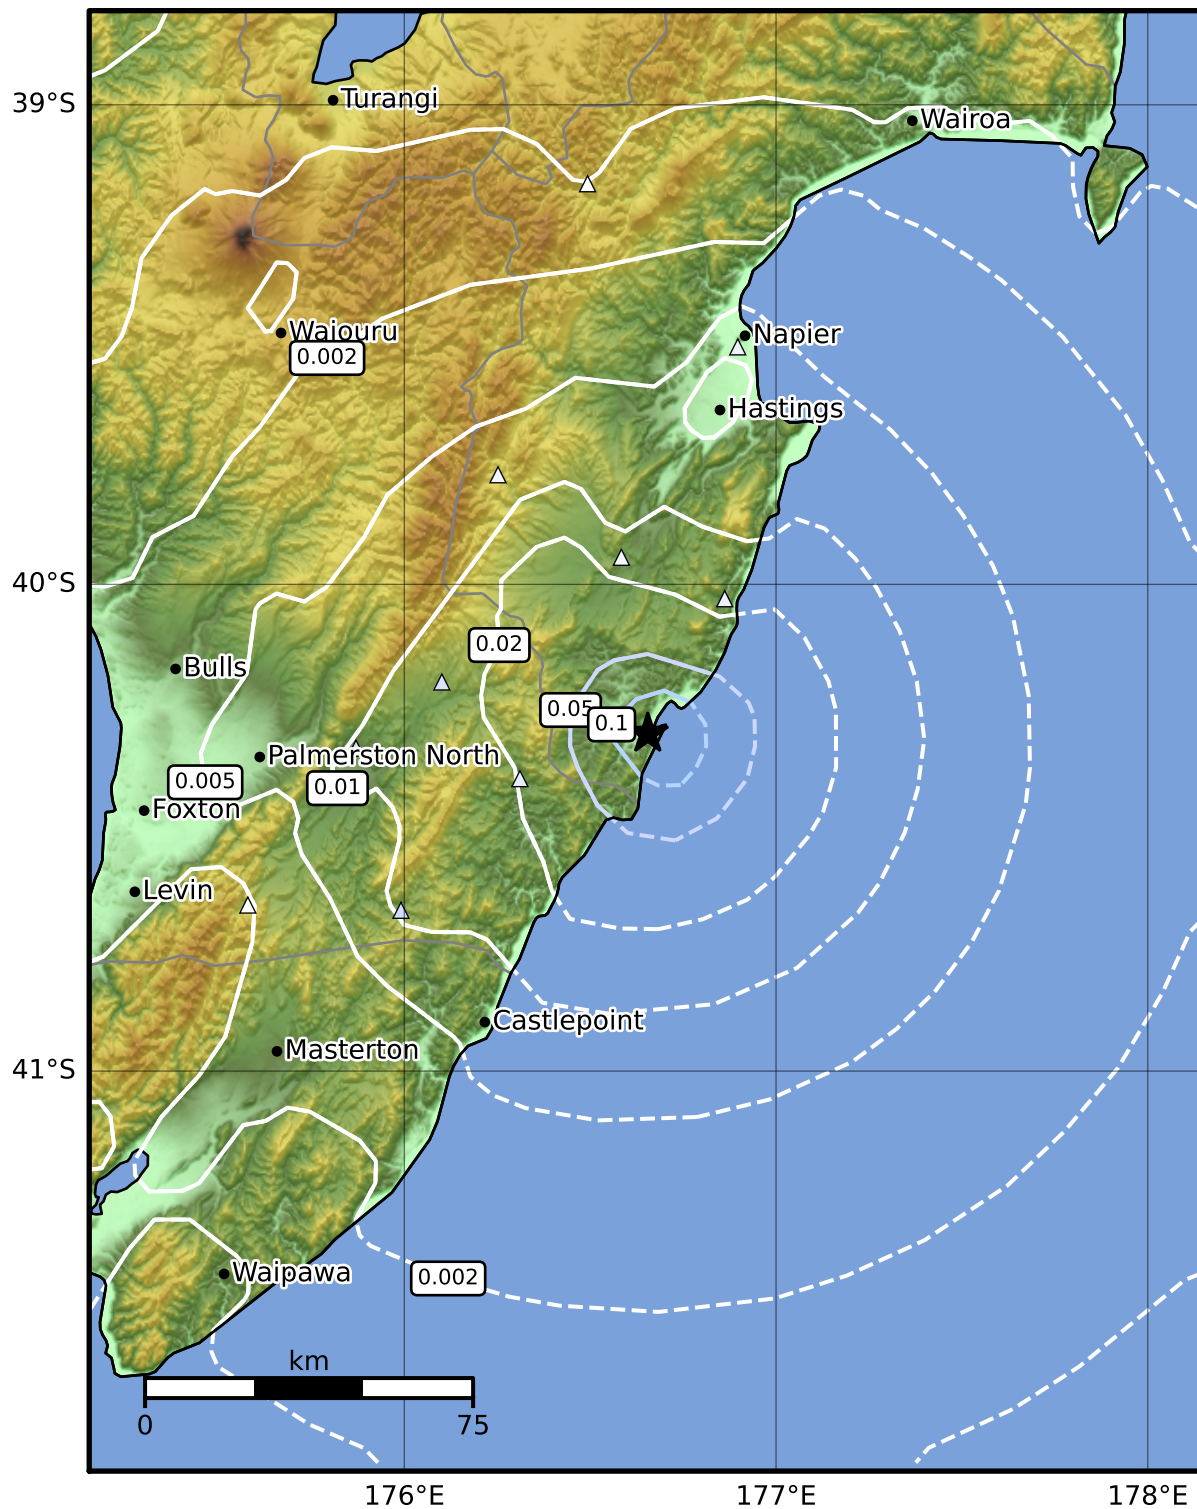 Turangi
39°S
Wairoa
Waiouru
Napier
0.002
Hastings
40°S
0.02
Bulls
0.05
0.1
Palmerston North
0.005
0.01
Foxton
Levin
Castlepoint
Masterton
41°S
Waipawa
0.002
km
0
75
176°E
177°E
178°E